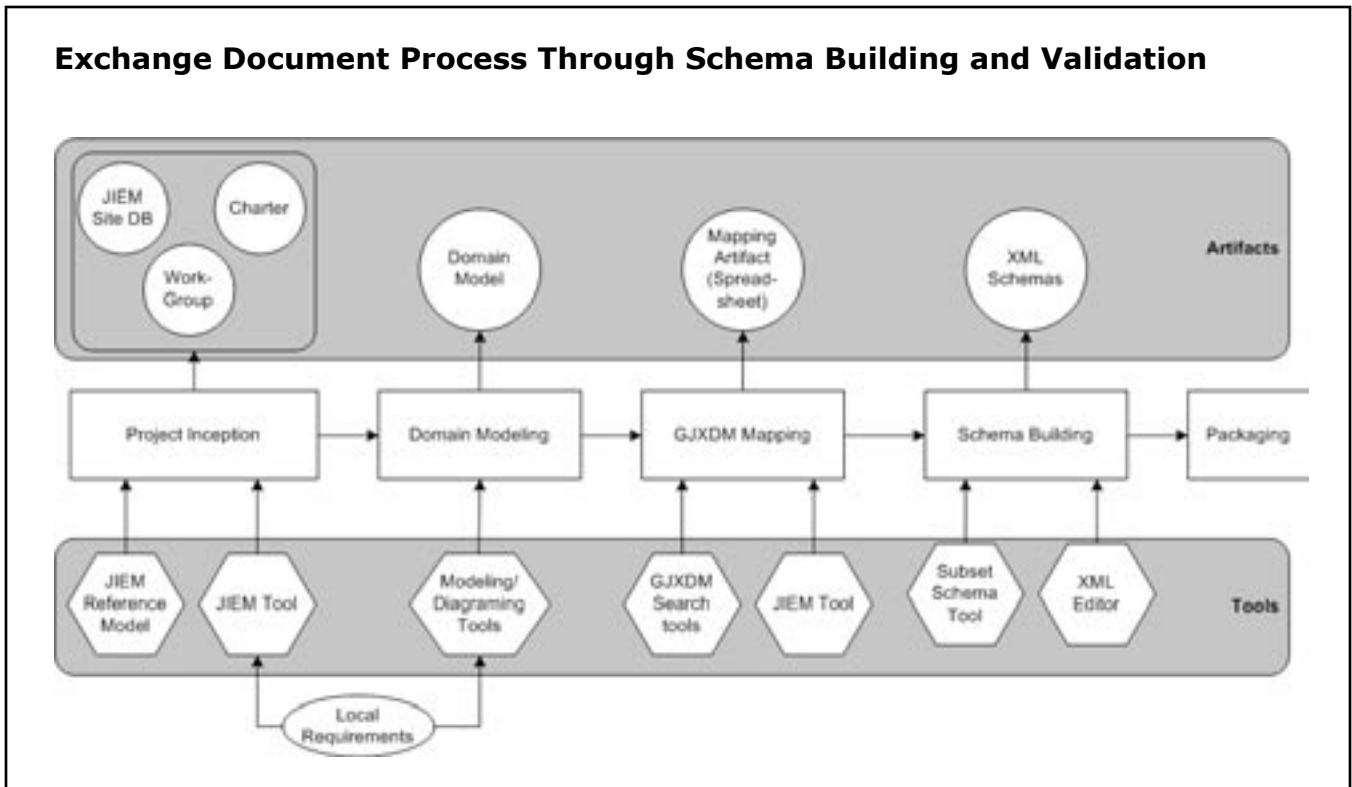 Exchange Document Process Through Schema Building and Validation
JIEM
Site DB
Charter
Work-
Group
Domain
Model
Mapping
Artifact
(Spread-
sheet)
XML
Schemas
Artifacts
Project Inception
Domain Modeling
GJXDM Mapping
Schema Building
Packaging
JIEM
Reference
Model
JIEM Tool
Modeling/
Diagraming
Tools
GJXDM
Search
tools
JIEM Tool
Subset
Schema
Tool
XML
Editor
Tools
Local
Requirements